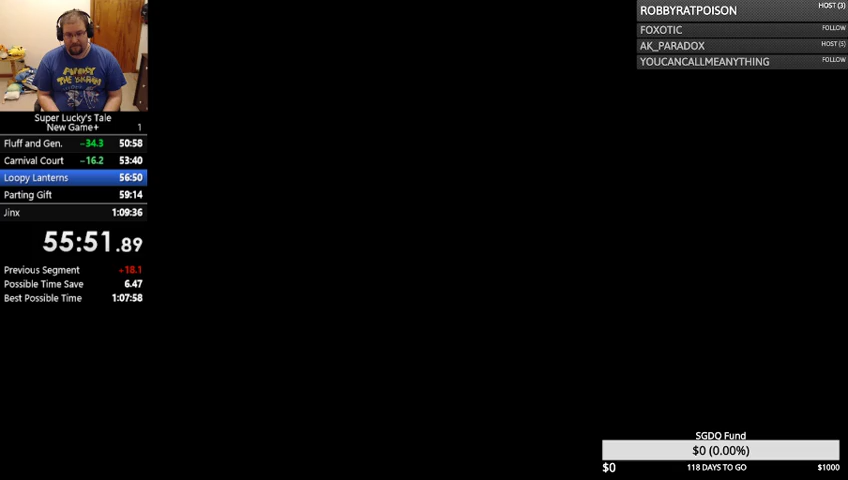 ROBBYRATPOISON HOST (3)
FOXOTIC FOLLOW
AK_PARADOX HOST (5)
YOUCANCALLMEANYTHING FOLLOW
Super Lucky's Tale
New Game+ 1
Fluff and Gen. -34.3 50:58
Carnival Court -16.2 53:40
Loopy Lanterns 56:50
Parting Gift 59:14
Jinx 1:09:36
55:51.89
Previous Segment +18.1
Possible Time Save 6.47
Best Possible Time 1:07:58
SGDQ Fund
$0 (0.00%)
$0 118 DAYS TO GO $1000